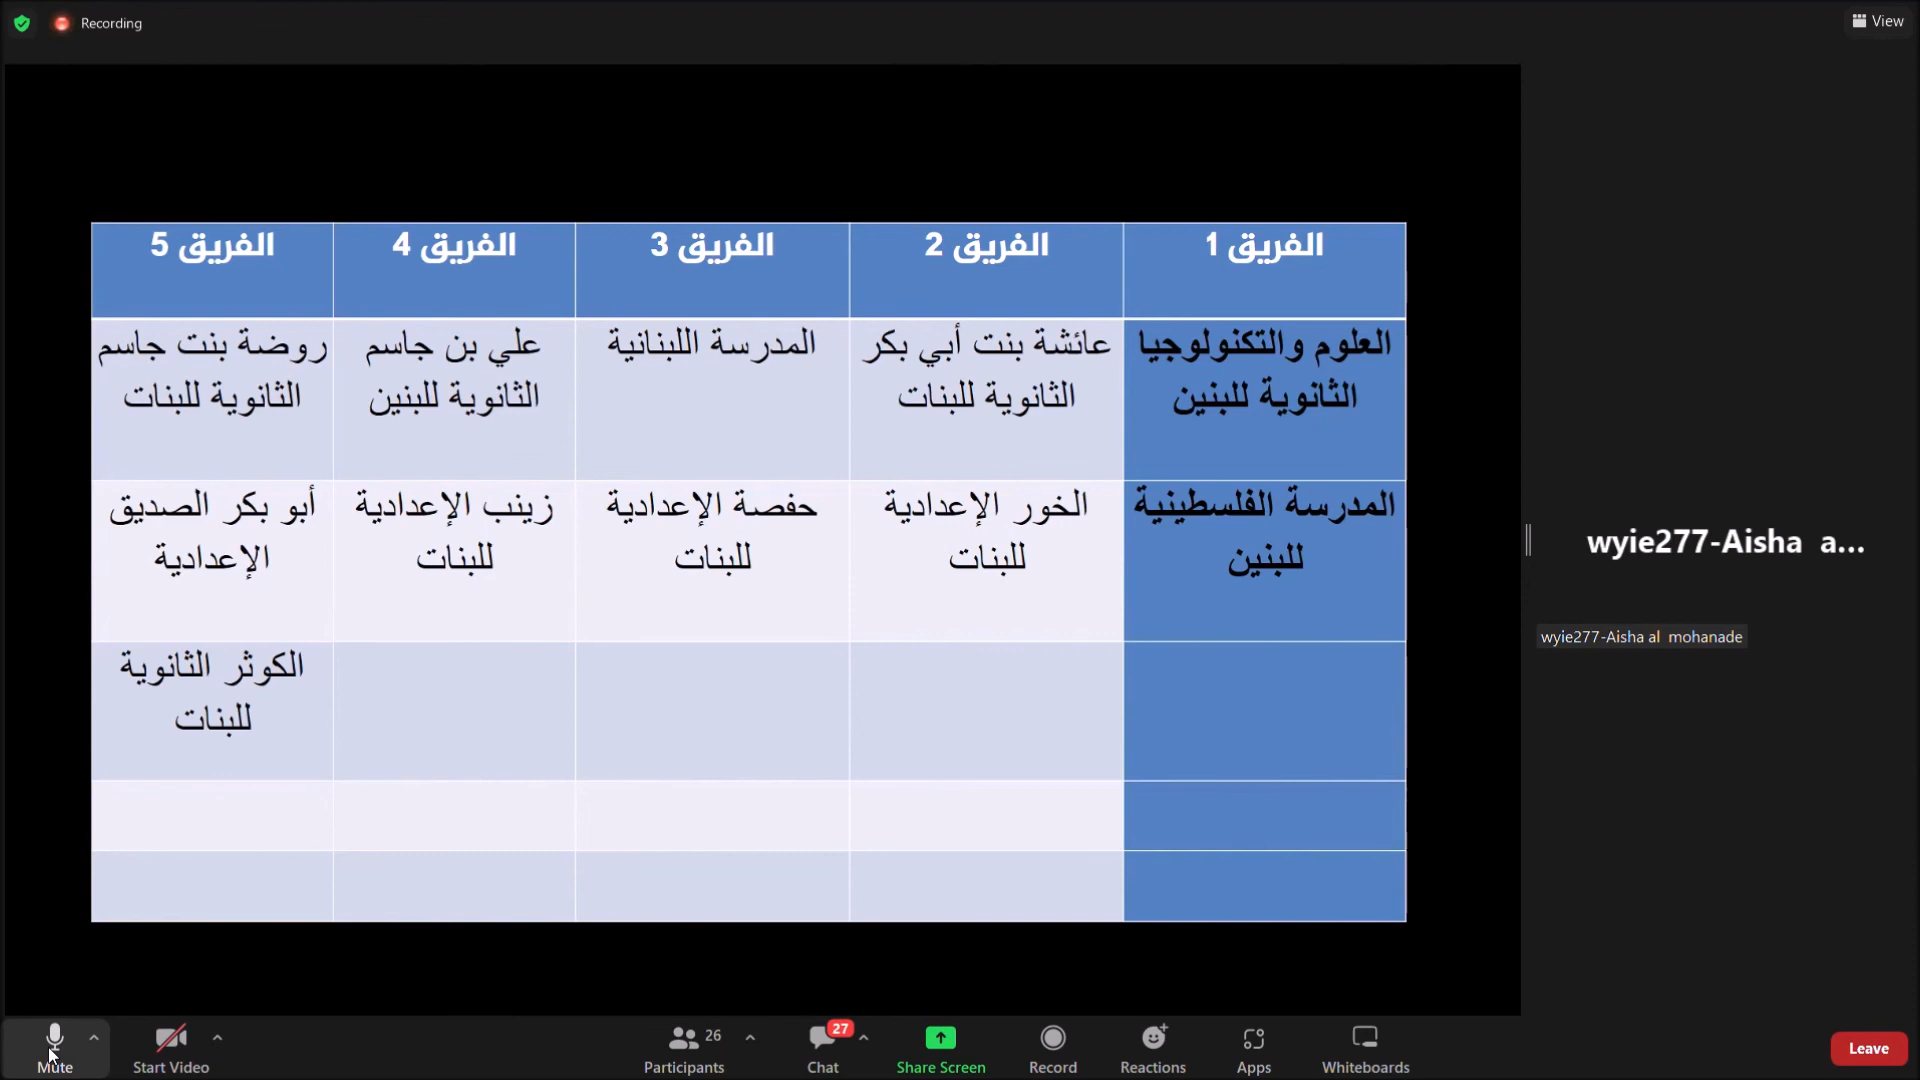 Recording
View
الفريق 1
الفريق 2
الفريق 3
الفريق 4
الفريق 5
العلوم والتكنولوجيا
الثانوية للبنين
عائشة بنت أبي بكر
الثانوية للبنات
المدرسة اللبنانية
علي بن جاسم
الثانوية للبنين
روضة بنت جاسم
الثانوية للبنات
المدرسة الفلسطينية
للبنين
الخور الإعدادية
للبنات
حفصة الإعدادية
للبنات
زينب الإعدادية
للبنات
أبو بكر الصديق
الإعدادية
الكوثر الثانوية
للبنات
wyie277-Aisha a...
wyie277-Aisha al mohanade
Mute
Start Video
26
Participants
27
Chat
Share Screen
Record
Reactions
Apps
Whiteboards
Leave